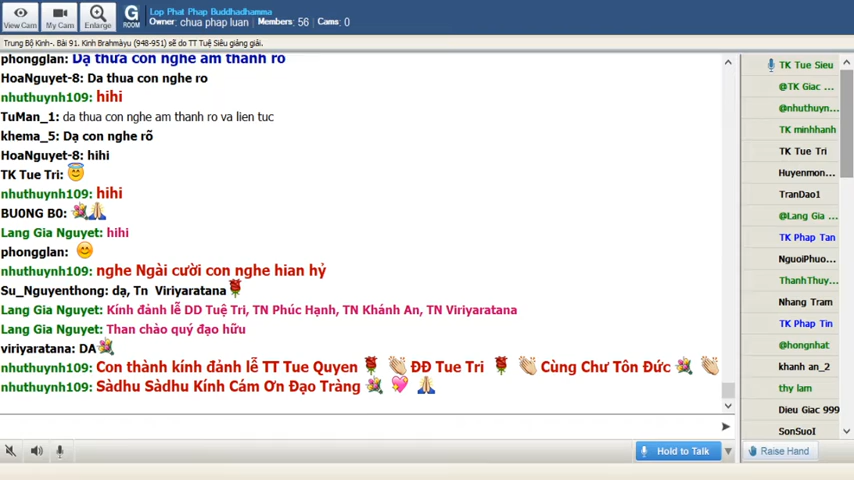 View Cam
My Cam
Enlarge
G
ROOM
Lop Phat Phap Buddhadhamma
Owner: chua phap luan Members: 56 Cams: 0
Trung Bộ Kinh-. Bài 91. Kinh Brahmàyu (948-951) sẽ do TT Tuệ Siêu giảng giải.
phongglan: Dạ thưa con nghe am thanh ro
HoaNguyet-8: Da thua con nghe ro
nhuthuynh109: hihi
TuMan_1: da thua con nghe am thanh ro va lien tuc
khema_5: Dạ con nghe rõ
HoaNguyet-8: hihi
TK Tue Tri:
nhuthuynh109: hihi
BU0NG B0:
Lang Gia Nguyet: hihi
phongglan:
nhuthuynh109: nghe Ngài cười con nghe hian hỷ
Su_Nguyenthong: dạ, Tn Viriyaratana
Lang Gia Nguyet: Kính đảnh lễ DD Tuệ Tri, TN Phúc Hạnh, TN Khánh An, TN Viryaratana
Lang Gia Nguyet: Than chào quý đạo hữu
viriyaratana: DA
nhuthuynh109: Con thành kính đảnh lễ TT Tue Quyen ĐĐ Tue Tri Cùng Chư Tôn Đức
nhuthuynh109: Sàdhu Sàdhu Kính Cám Ơn Đạo Tràng
Hold to Talk
TK Tue Sieu
@TK Giac ...
@nhuthuyn...
TK minhhanh
TK Tue Tri
Huyenmon...
TranDao1
@Lang Gia ...
TK Phap Tan
NguoiPhuo...
ThanhThuy...
Nhang Tram
TK Phap Tin
@hongnhat
khanh an_2
thy lam
Dieu Giac 999
SonSuoI
Raise Hand